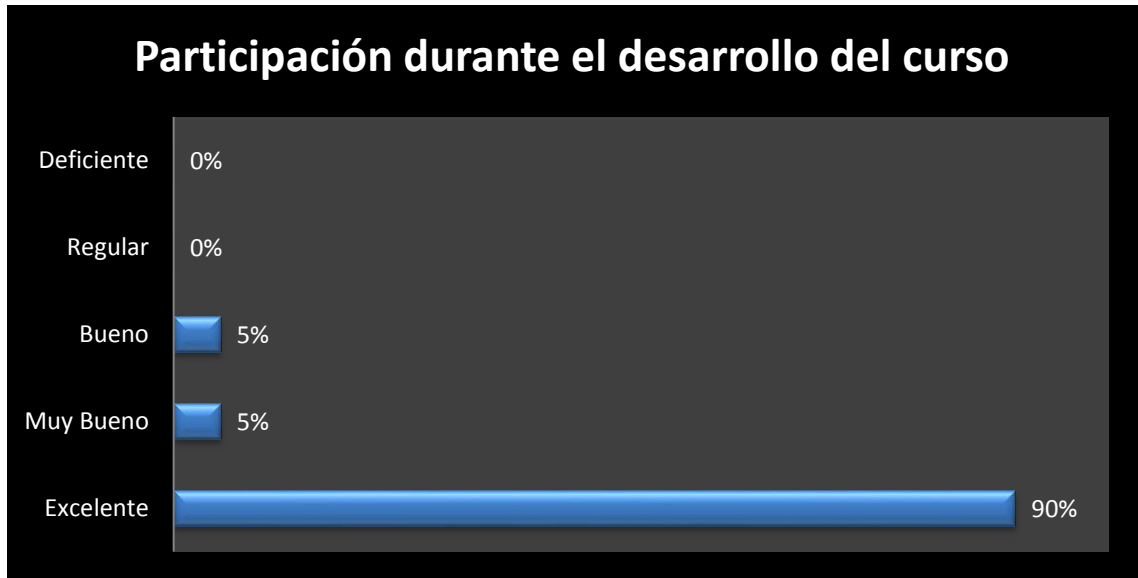 Participación durante el desarrollo del curso
Deficiente 0%
Regular 0%
Bueno 5%
Muy Bueno 5%
Excelente 90%